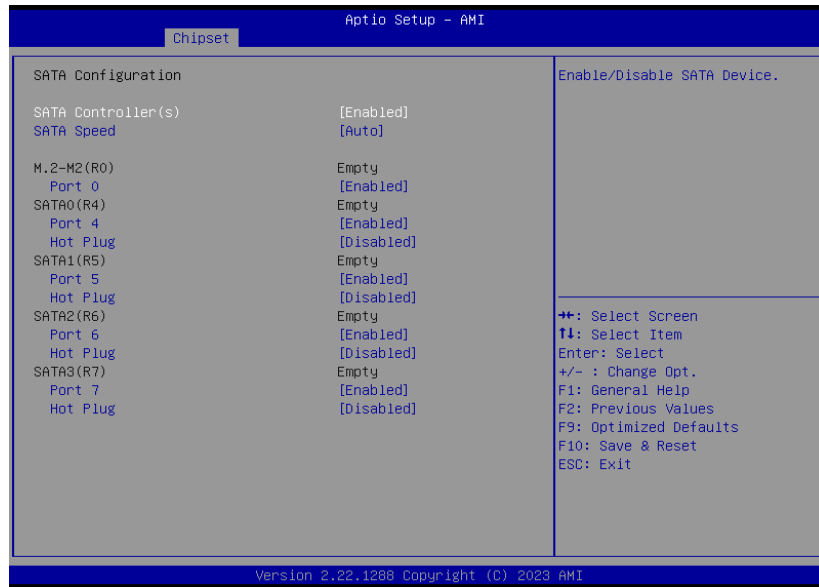 Aptio Setup – AMI
Chipset
SATA Configuration
SATA Controller(s) [Enabled]
SATA Speed [Auto]
M.2-M2(R0) Empty
Port 0 [Enabled]
SATA0(R4) Empty
Port 4 [Enabled]
Hot Plug [Disabled]
SATA1(R5) Empty
Port 5 [Enabled]
Hot Plug [Disabled]
SATA2(R6) Empty
Port 6 [Enabled]
Hot Plug [Disabled]
SATA3(R7) Empty
Port 7 [Enabled]
Hot Plug [Disabled]
Enable/Disable SATA Device.
→←: Select Screen
↑↓: Select Item
Enter: Select
+/- : Change Opt.
F1: General Help
F2: Previous Values
F9: Optimized Defaults
F10: Save & Reset
ESC: Exit
Version 2.22.1288 Copyright (C) 2023 AMI